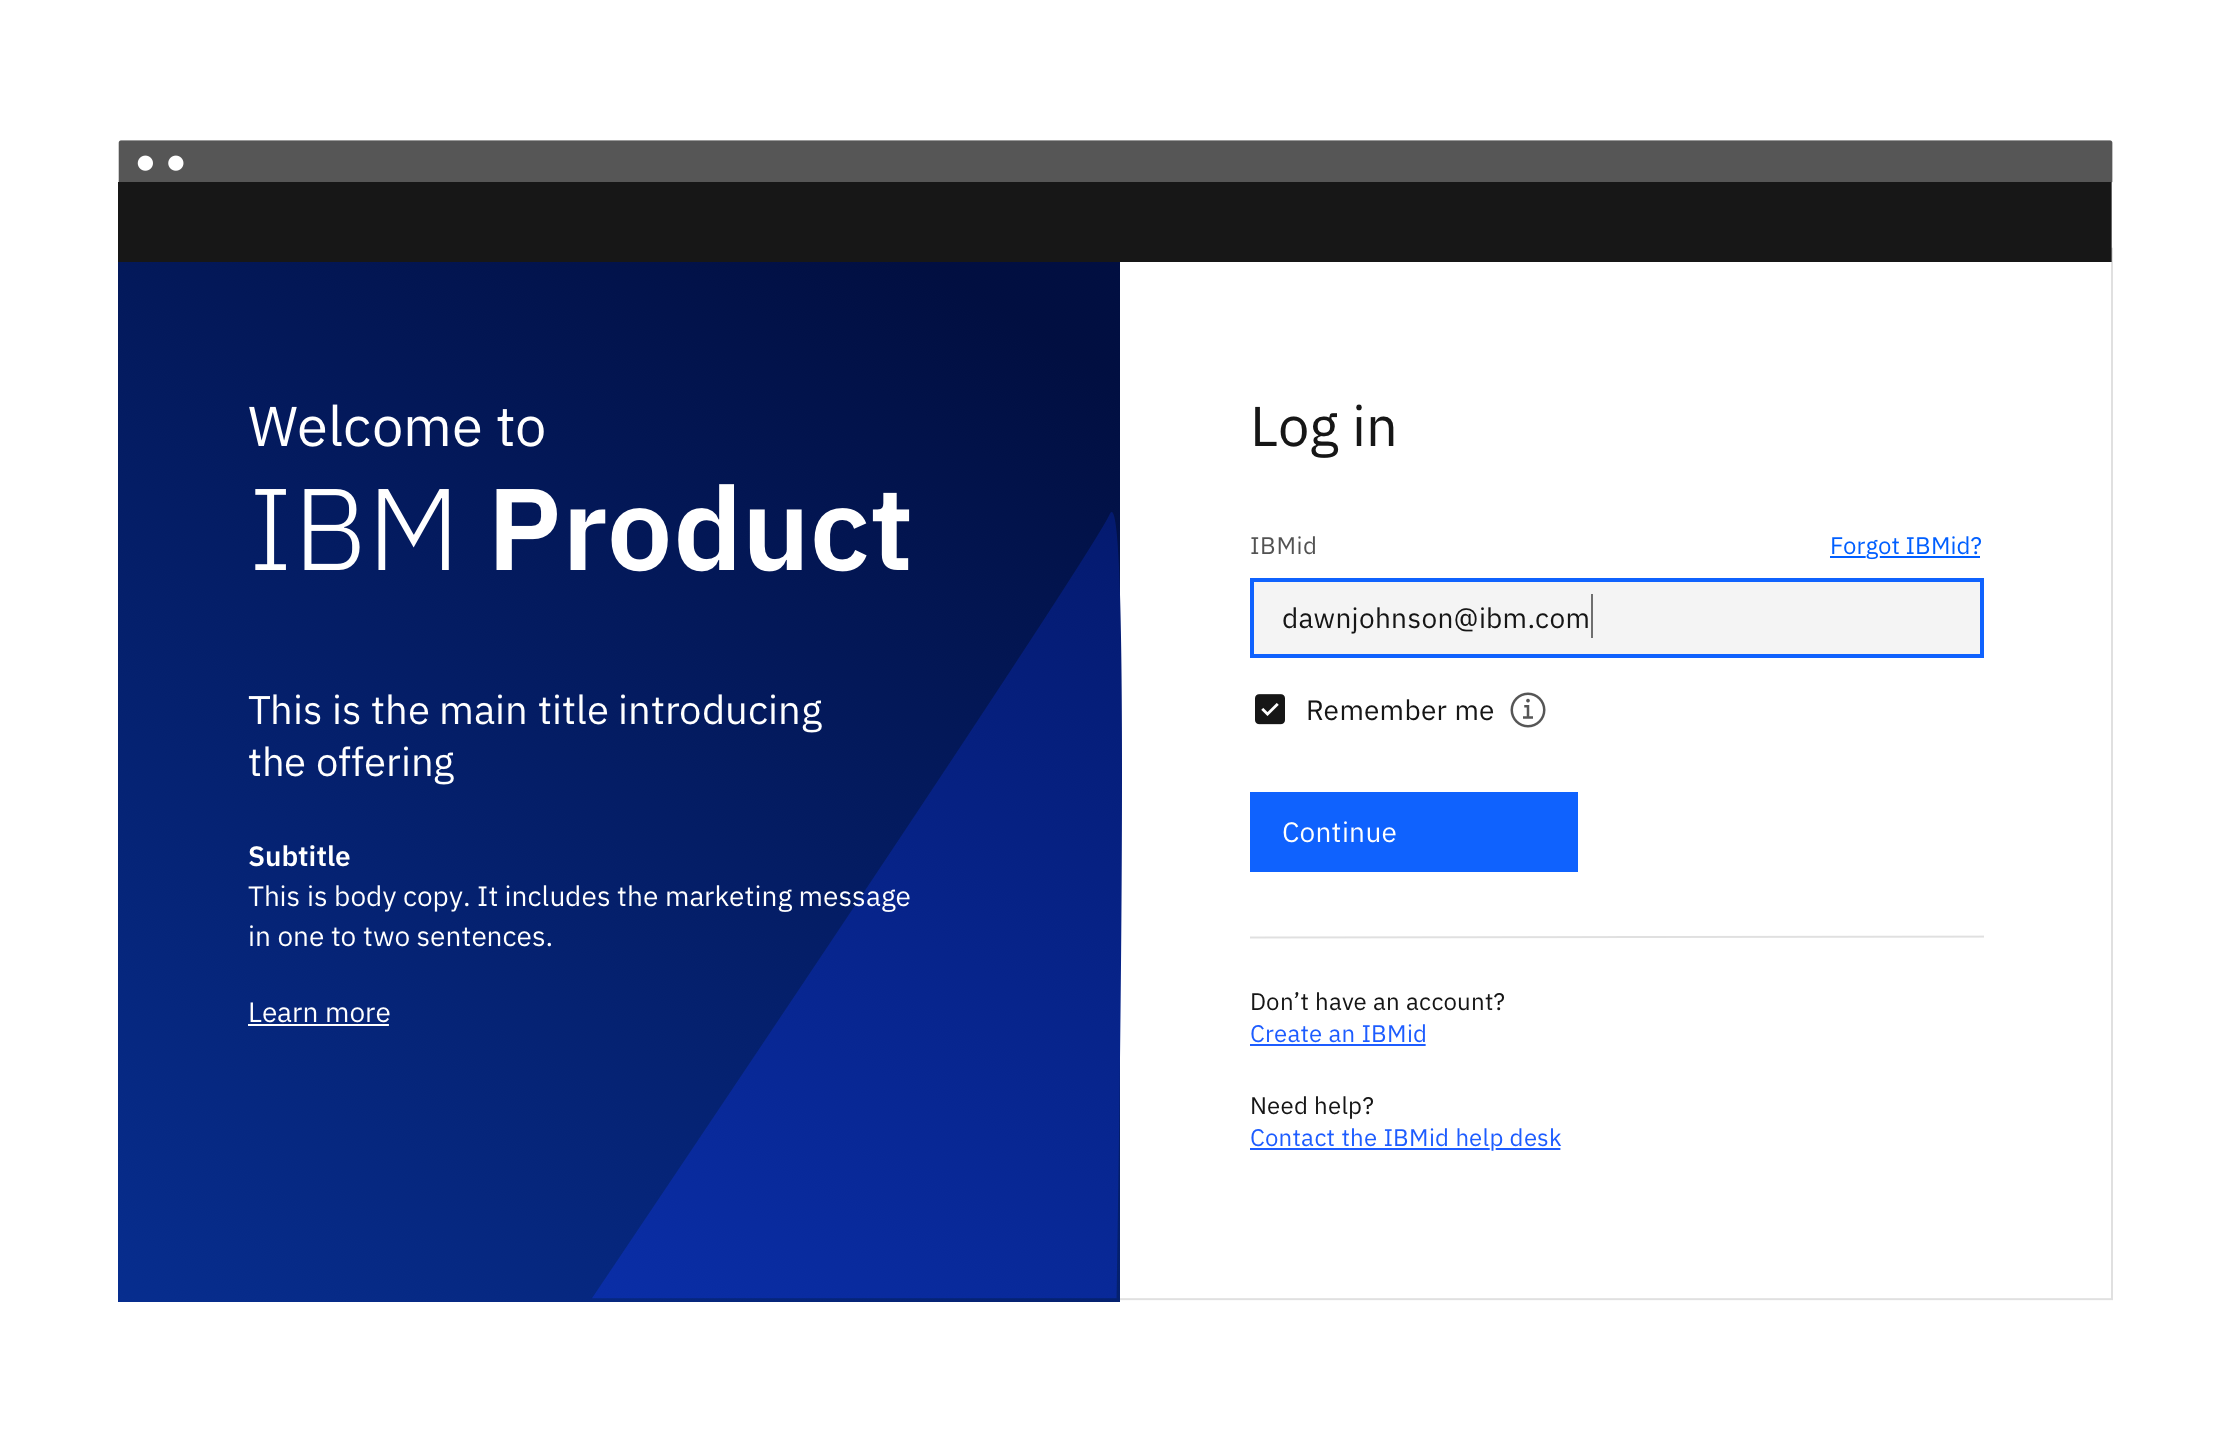 Welcome to
IBM Product
This is the main title introducing
the offering
Subtitle
This is body copy. It includes the marketing message
in one to two sentences.
Learn more
Log in
IBMid
Forgot IBMid?
dawnjohnson@ibm.com
Remember me
Continue
Don’t have an account?
Create an IBMid
Need help?
Contact the IBMid help desk